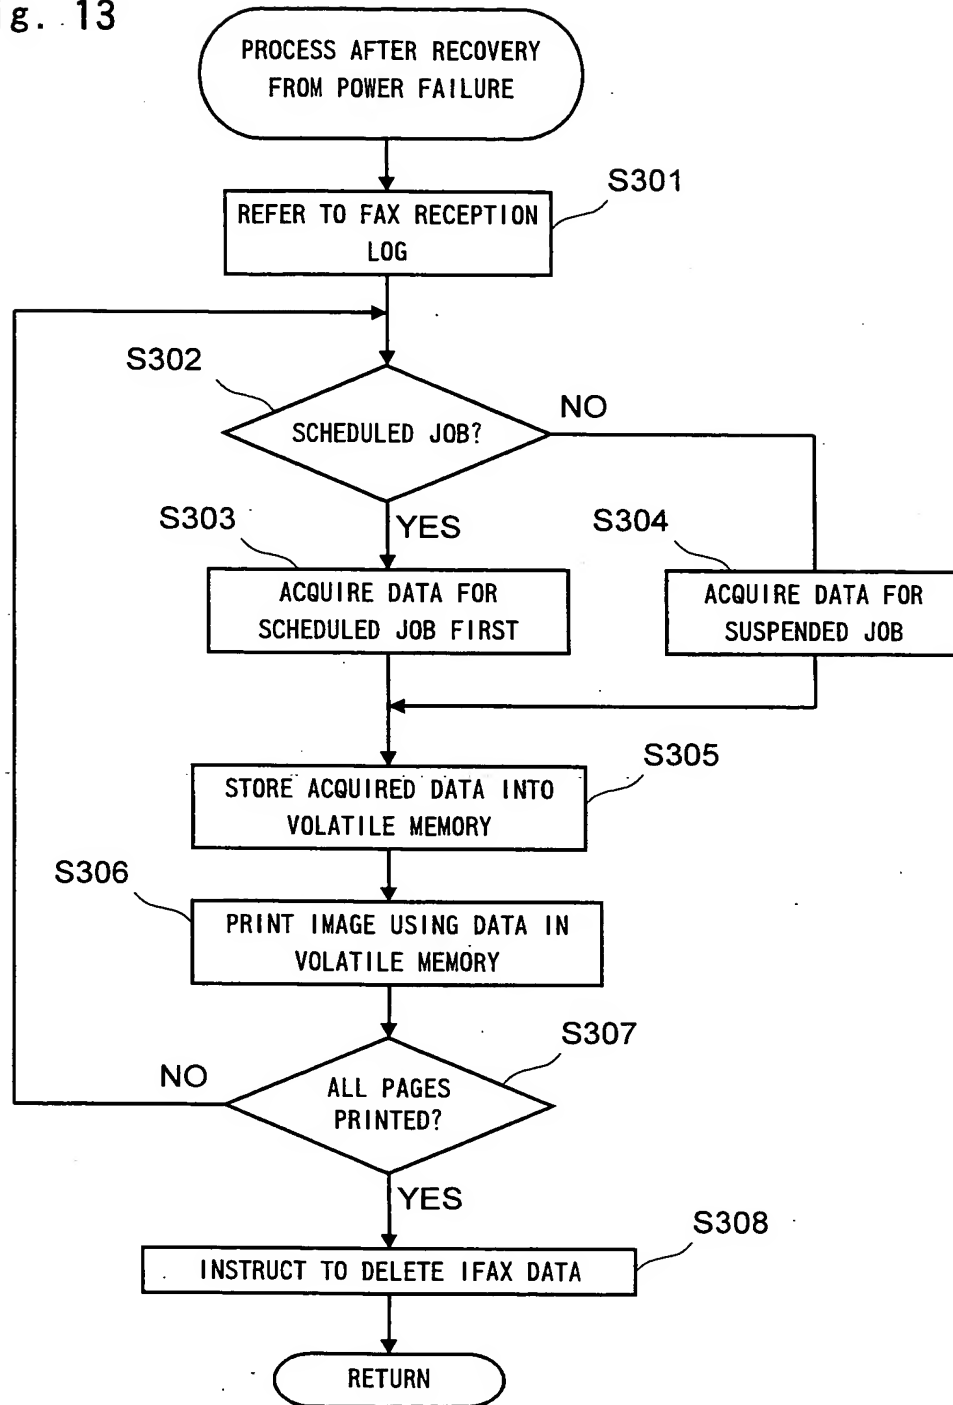 g. 13
PROCESS AFTER RECOVERY
FROM POWER FAILURE
S301
REFER TO FAX RECEPTION
LOG
S302
NO
SCHEDULED JOB?
S303
YES
S304
ACQUIRE DATA FOR
SCHEDULED JOB FIRST
ACQUIRE DATA FOR
SUSPENDED JOB
S305
STORE ACQUIRED DATA INTO
VOLATILE MEMORY
S306
PRINT IMAGE USING DATA IN
VOLATILE MEMORY
S307
NO
ALL PAGES
PRINTED?
YES
S308
INSTRUCT TO DELETE IFAX DATA
RETURN